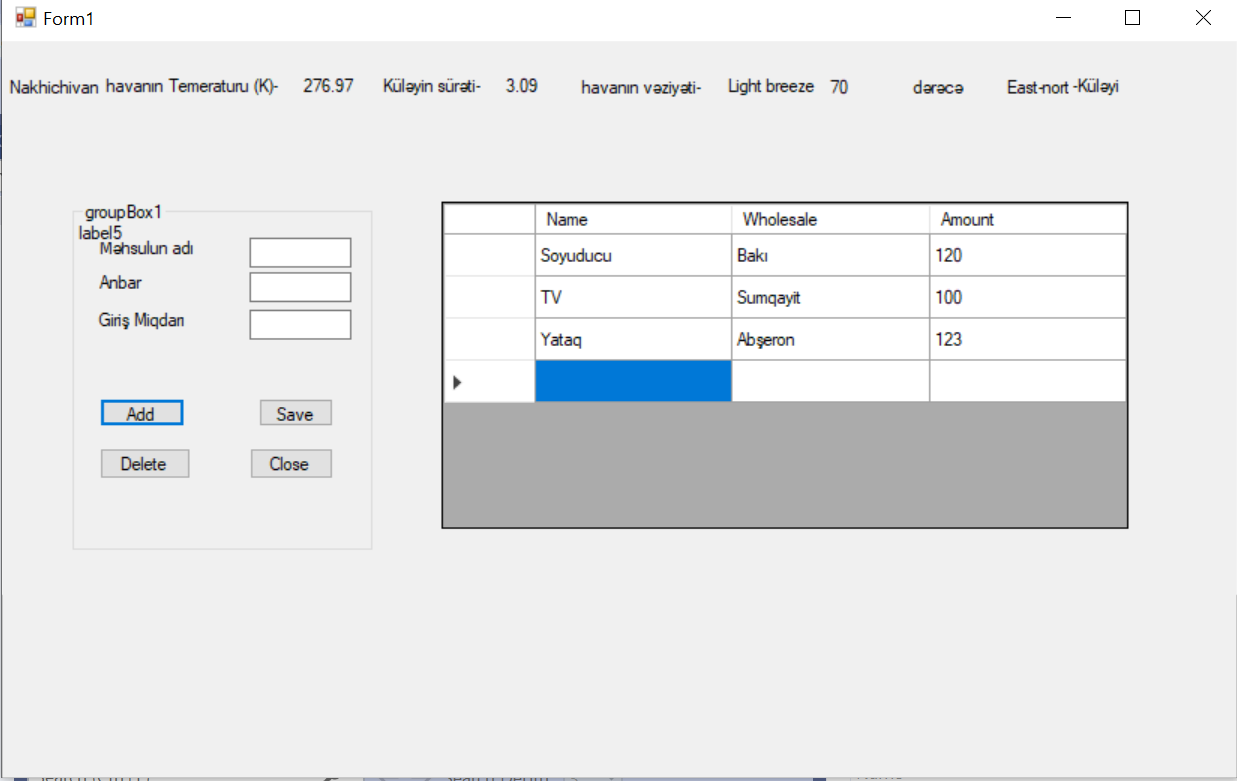 Form1
Nakhichivan havanın Temeraturu (K)- 276.97 Küləyin sürəti- 3.09 havanın vəziyəti- Light breeze 70 dərəcə East-nort -Küləyi
groupBox1
label5
Məhsulun adı
Anbar
Giriş Miqdarı
Add Save
Delete Close
Name Wholesale Amount
Soyuducu Bakı 120
TV Sumqayit 100
Yataq Abşeron 123